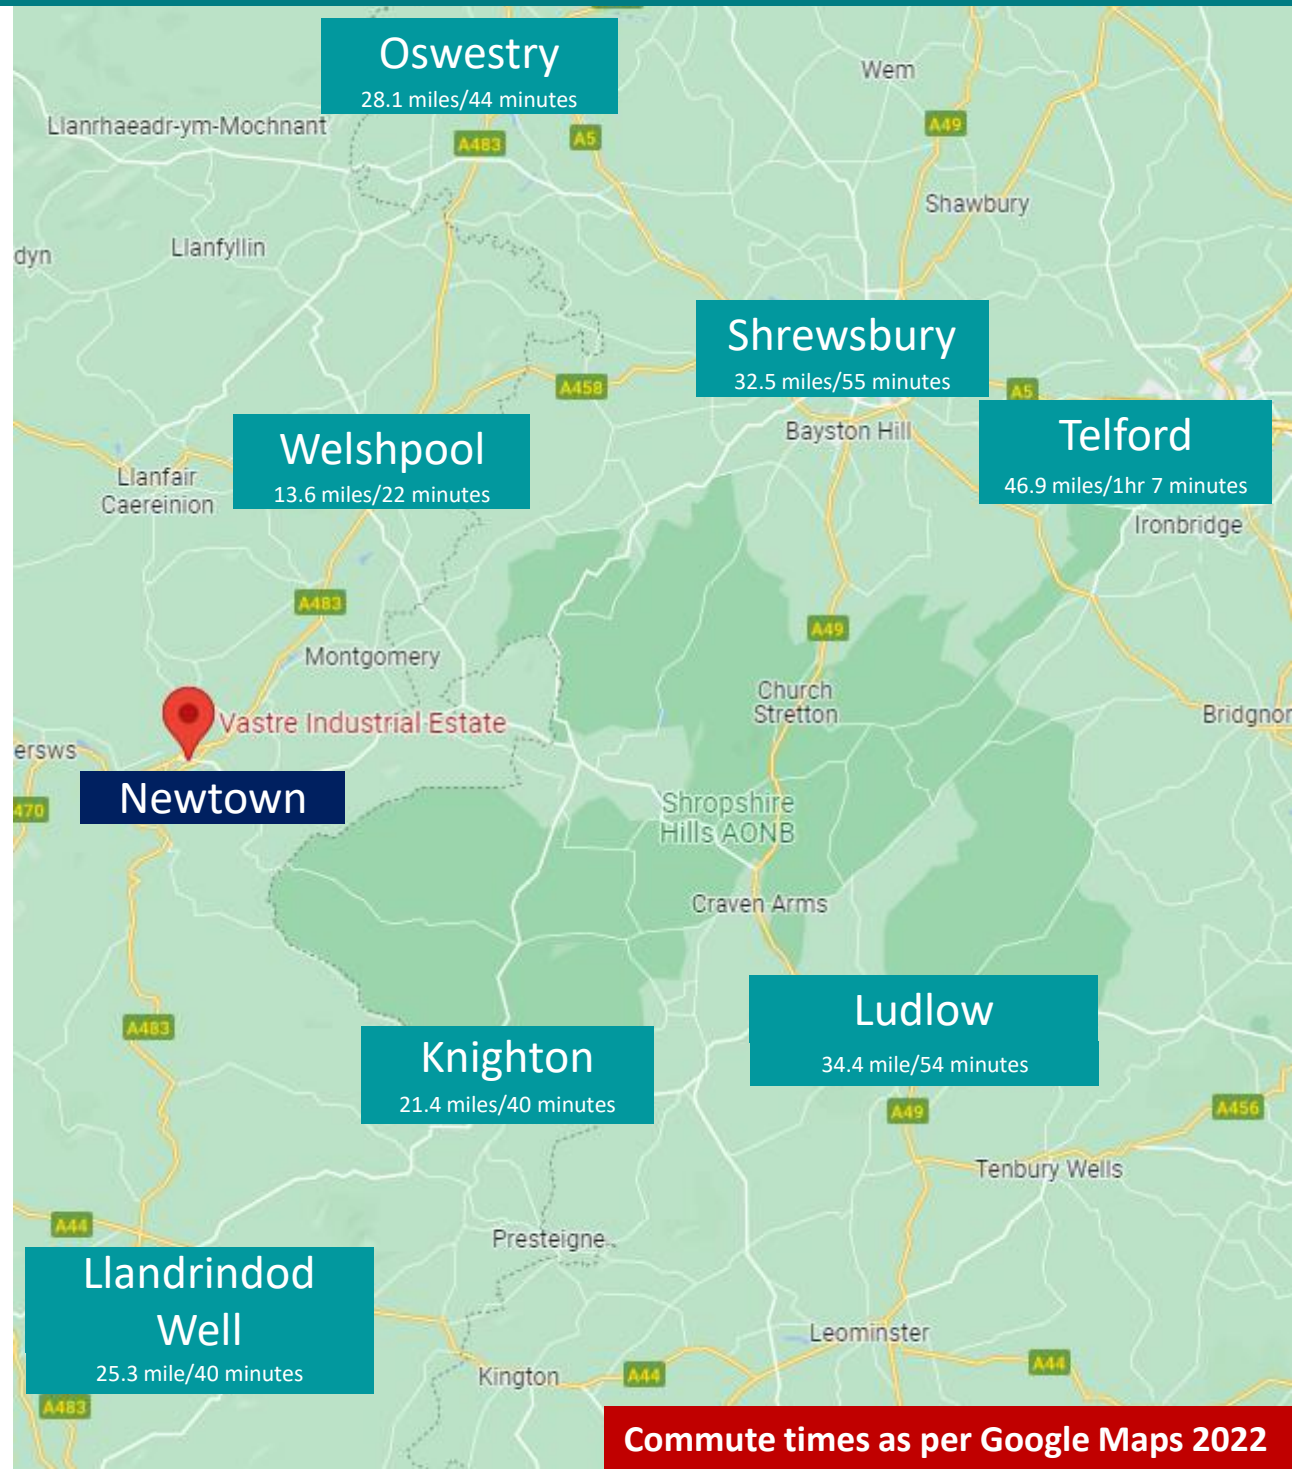 Oswestry
28.1 miles/44 minutes
Wem
Llanrhaeadr-ym-Mochnant
A483
A5
A49
Shawbury
dyn
Llanfyllin
Shrewsbury
32.5 miles/55 minutes
A458
A5
Welshpool
13.6 miles/22 minutes
Bayston Hill
Telford
46.9 miles/1hr 7 minutes
Llanfair
Caereinion
Ironbridge
A483
A49
Montgomery
Church
Stretton
Vastre Industrial Estate
Bridgnor
ersws
Newtown
470
Shropshire
Hills AONB
Craven Arms
Ludlow
34.4 mile/54 minutes
A483
Knighton
21.4 miles/40 minutes
A49
A456
Tenbury Wells
A44
Presteigne
Llandrindod
Well
25.3 mile/40 minutes
Leominster
Kington
A44
A44
A483
Commute times as per Google Maps 2022